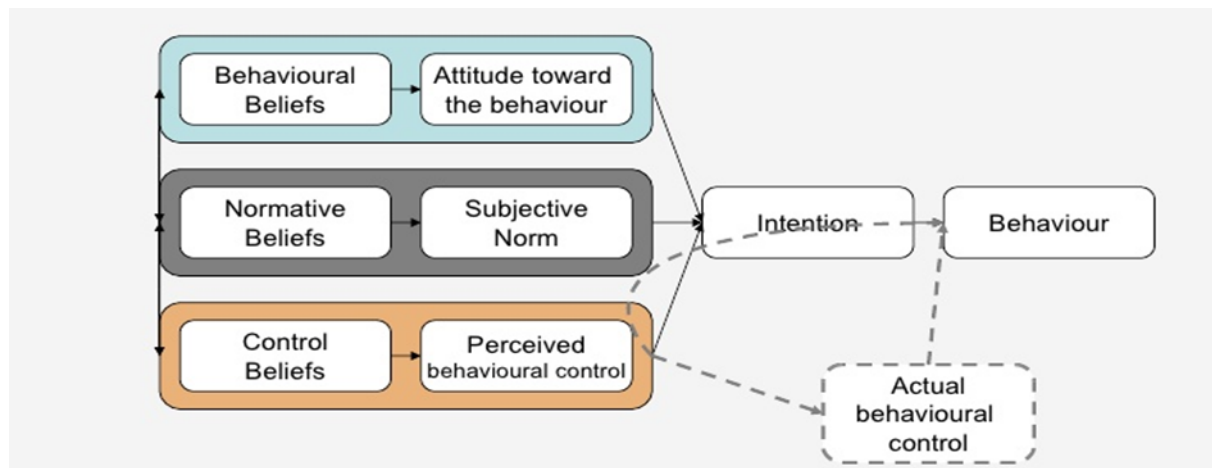 Behavioural
Beliefs
Attitude toward
the behaviour
Normative
Beliefs
Subjective
Norm
Intention
Behaviour
Control
Beliefs
Perceived
behavioural control
Actual
behavioural
control